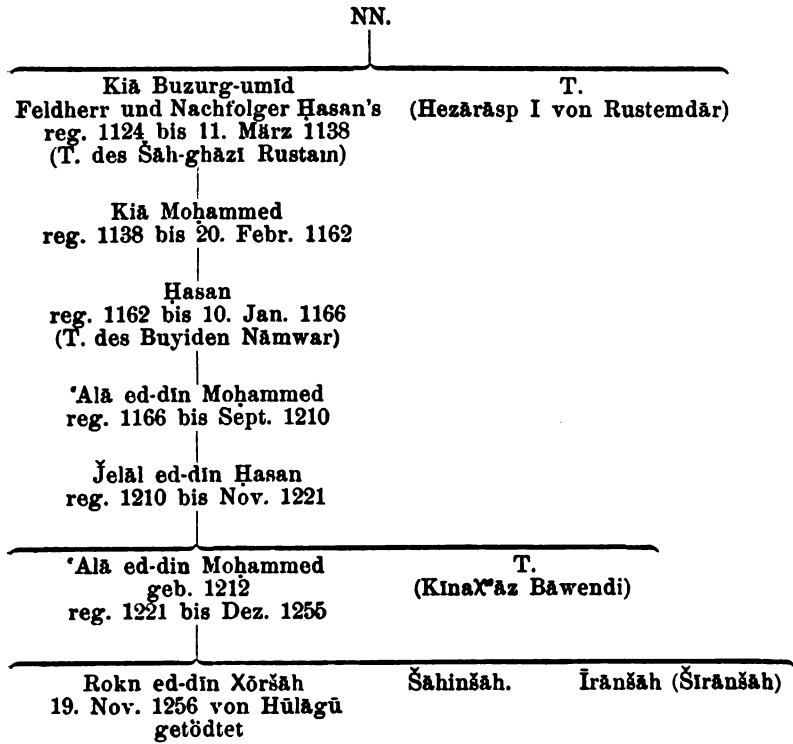 NN.
Kiā Buzurg-umīd
Feldherr und Nachfolger Ḥasan's
reg. 1124 bis 11. März 1138
(T. des Šāh-ghāzī Rustam)
T.
(Hezārāsp I von Rustemdār)
Kiā Moḥammed
reg. 1138 bis 20. Febr. 1162
Ḥasan
reg. 1162 bis 10. Jan. 1166
(T. des Buyiden Nāmwar)
ʿAlā ed-dīn Moḥammed
reg. 1166 bis Sept. 1210
J̌elāl ed-dīn Ḥasan
reg. 1210 bis Nov. 1221
ʿAlā ed-din Moḥammed
geb. 1212
reg. 1221 bis Dez. 1255
T.
(KīnaXʷāz Bāwendi)
Rokn ed-dīn Xōršāh
19. Nov. 1256 von Hūlāgū
getödtet
Šāhinšāh.
Īrānšāh (Šīrānšāh)